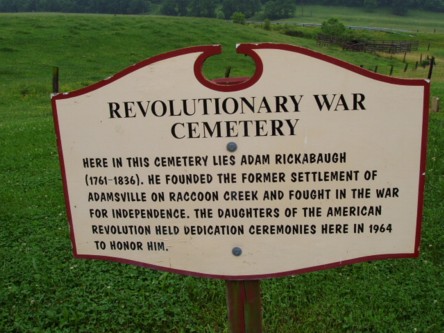 REVOLUTIONARY WAR
CEMETERY
HERE IN THIS CEMETERY LIES ADAM RICKABAUGH
(1761-1836). HE FOUNDED THE FORMER SETTLEMENT OF
ADAMSVILLE ON RACCOON CREEK AND FOUGHT IN THE WAR
FOR INDEPENDENCE. THE DAUGHTERS OF THE AMERICAN
REVOLUTION HELD DEDICATION CEREMONIES HERE IN 1964
TO HONOR HIM.